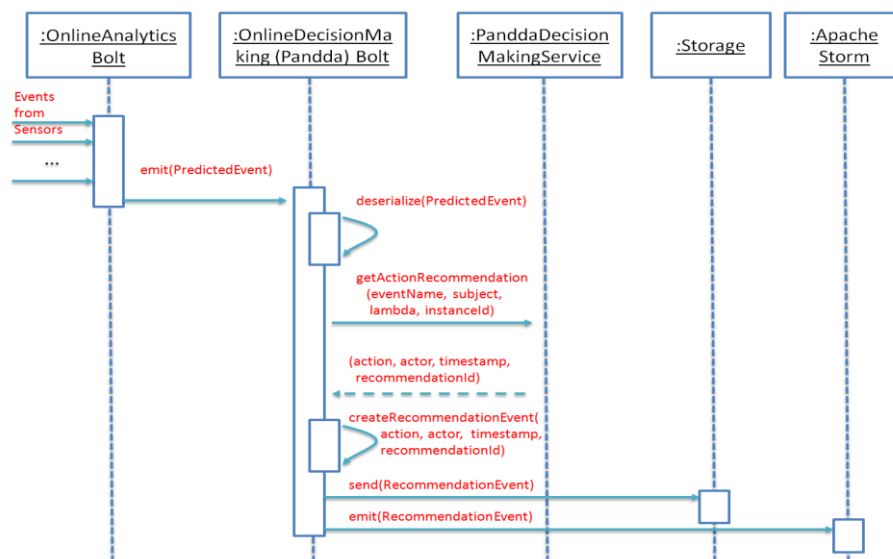 :OnlineAnalytics
Bolt
:OnlineDecisionMa
king (Pandda) Bolt
:PanddaDecision
MakingService
:Storage
:Apache
Storm
Events
from
Sensors
...
emit(PredictedEvent)
deserialize(PredictedEvent)
getActionRecommendation
(eventName, subject,
lambda, instanceId)
(action, actor, timestamp,
recommendationId)
createRecommendationEvent(
action, actor, timestamp,
recommendationId)
send(RecommendationEvent)
emit(RecommendationEvent)